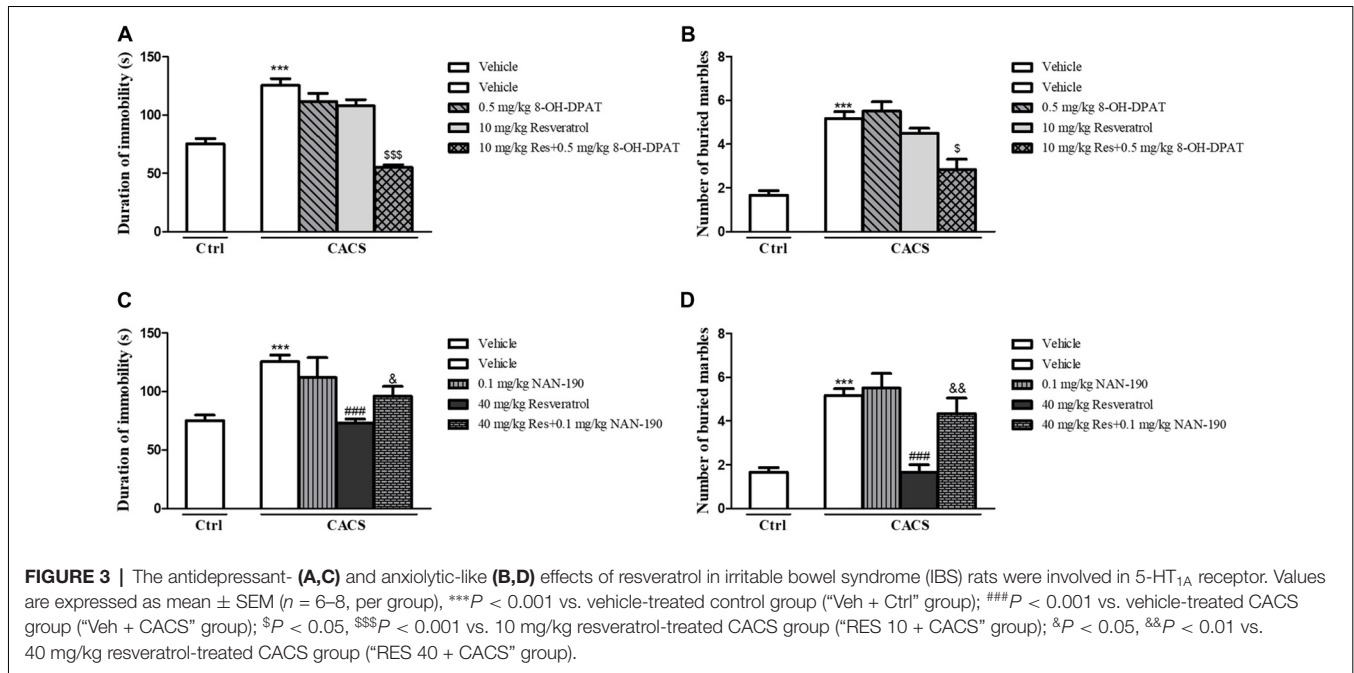 A
Duration of immobility (s)
150
100
50
0
***
$$$
Ctrl
CACS
Vehicle
Vehicle
0.5 mg/kg 8-OH-DPAT
10 mg/kg Resveratrol
10 mg/kg Res+0.5 mg/kg 8-OH-DPAT
B
Number of buried marbles
8
6
4
2
0
***
$
Ctrl
CACS
Vehicle
Vehicle
0.5 mg/kg 8-OH-DPAT
10 mg/kg Resveratrol
10 mg/kg Res+0.5 mg/kg 8-OH-DPAT
C
Duration of immobility (s)
150
100
50
0
***
###
&
Ctrl
CACS
Vehicle
Vehicle
0.1 mg/kg NAN-190
40 mg/kg Resveratrol
40 mg/kg Res+0.1 mg/kg NAN-190
D
Number of buried marbles
8
6
4
2
0
***
###
&&
Ctrl
CACS
Vehicle
Vehicle
0.1 mg/kg NAN-190
40 mg/kg Resveratrol
40 mg/kg Res+0.1 mg/kg NAN-190
FIGURE 3 | The antidepressant- (A,C) and anxiolytic-like (B,D) effects of resveratrol in irritable bowel syndrome (IBS) rats were involved in 5-HT1A receptor. Values
are expressed as mean ± SEM (n = 6–8, per group), ***P < 0.001 vs. vehicle-treated control group (“Veh + Ctrl” group); ###P < 0.001 vs. vehicle-treated CACS
group (“Veh + CACS” group); $P < 0.05, $$$P < 0.001 vs. 10 mg/kg resveratrol-treated CACS group (“RES 10 + CACS” group); &P < 0.05, &&P < 0.01 vs.
40 mg/kg resveratrol-treated CACS group (“RES 40 + CACS” group).